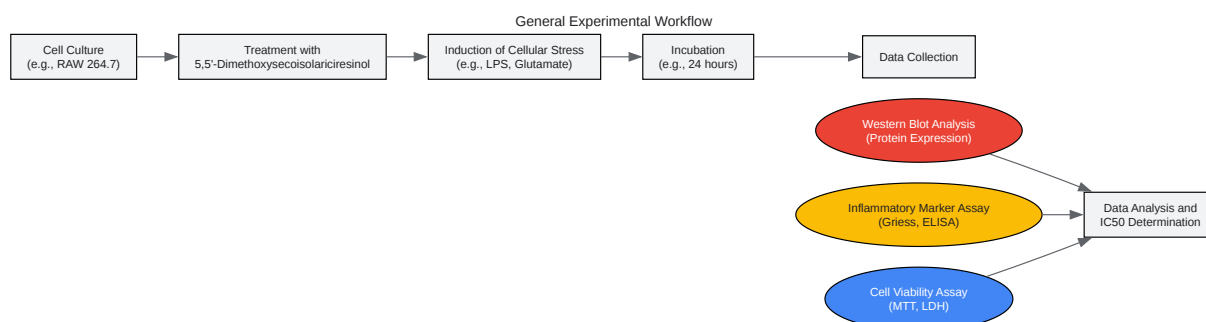 General Experimental Workflow
Cell Culture
(e.g., RAW 264.7)
Treatment with
5,5'-Dimethoxysecoisolariciresinol
Induction of Cellular Stress
(e.g., LPS, Glutamate)
Incubation
(e.g., 24 hours)
Data Collection
Western Blot Analysis
(Protein Expression)
Inflammatory Marker Assay
(Griess, ELISA)
Data Analysis and
IC50 Determination
Cell Viability Assay
(MTT, LDH)